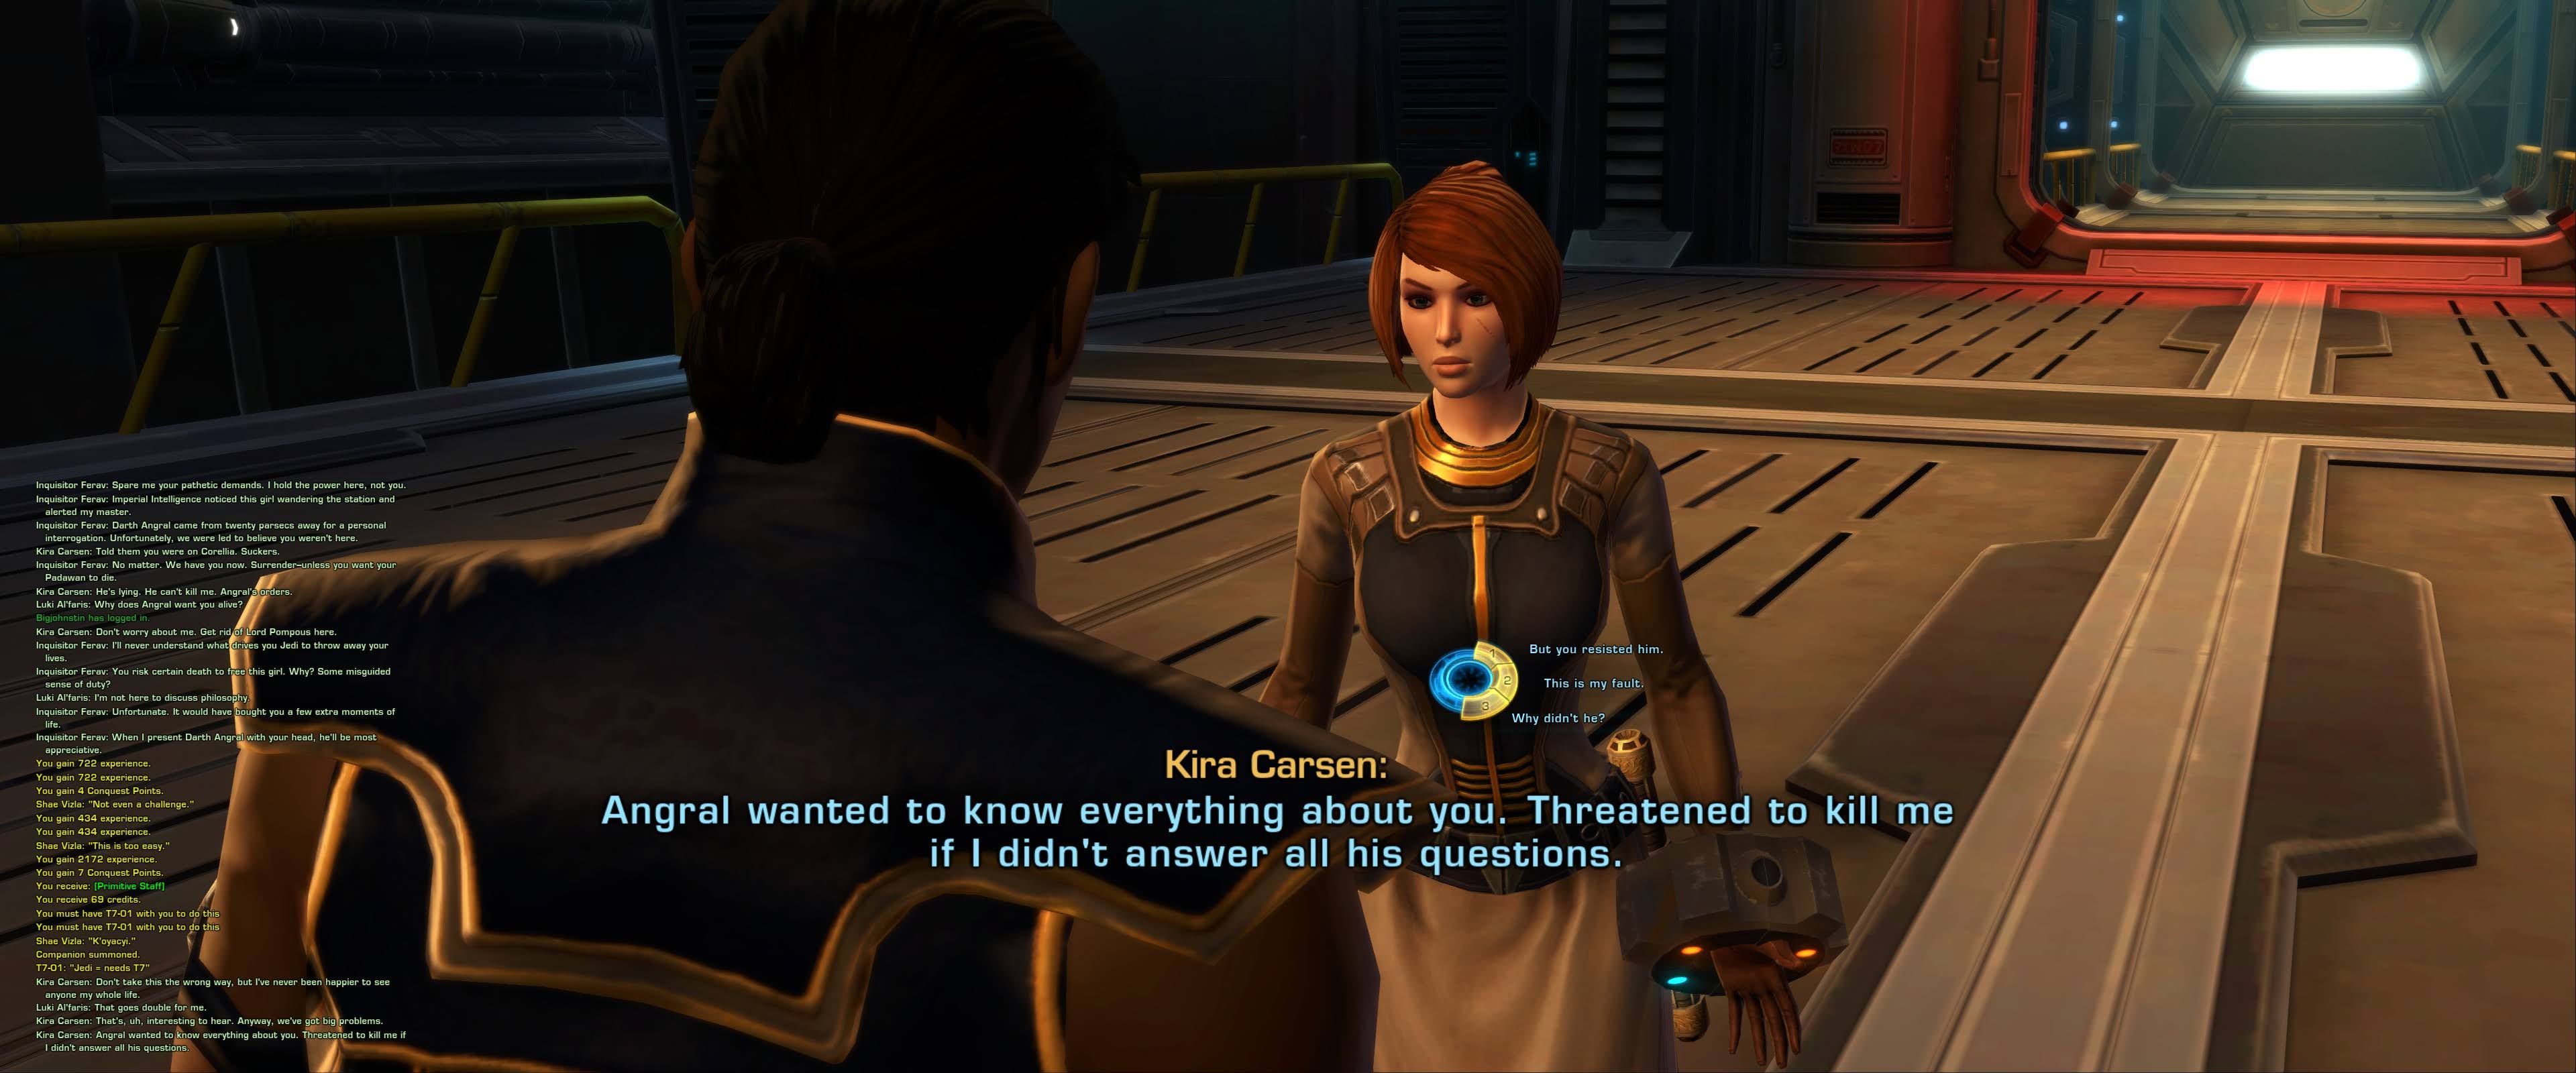 Inquisitor Ferav: Spare me your pathetic demands. I hold the power here, not you.
Inquisitor Ferav: Imperial Intelligence noticed this girl wandering the station and
alerted my master.
Inquisitor Ferav: Darth Angral came from twenty parsecs away for a personal
interrogation. Unfortunately, we were led to believe you weren't here.
Kira Carsen: Told them you were on Corellia. Suckers.
Inquisitor Ferav: No matter. We have you now. Surrender–unless you want your
Padawan to die.
Kira Carsen: He's lying. He can't kill me. Angral's orders.
Luki Al'faris: Why does Angral want you alive?
Bigjohnstin has logged in.
Kira Carsen: Don't worry about me. Get rid of Lord Pompous here.
Inquisitor Ferav: I'll never understand what drives you Jedi to throw away your
lives.
Inquisitor Ferav: You risk certain death to free this girl. Why? Some misguided
sense of duty?
Luki Al'faris: I'm not here to discuss philosophy.
Inquisitor Ferav: Unfortunate. It would have bought you a few extra moments of
life.
Inquisitor Ferav: When I present Darth Angral with your head, he'll be most
appreciative.
You gain 722 experience.
You gain 722 experience.
You gain 4 Conquest Points.
Shae Vizla: "Not even a challenge."
You gain 434 experience.
You gain 434 experience.
Shae Vizla: "This is too easy."
You gain 2172 experience.
You gain 7 Conquest Points.
You receive: [Primitive Staff]
You receive 69 credits.
You must have T7-01 with you to do this
You must have T7-01 with you to do this
Shae Vizla: "K'oyacyi."
Companion summoned.
T7-01: "Jedi = needs T7"
Kira Carsen: Don't take this the wrong way, but I've never been happier to see
anyone my whole life.
Luki Al'faris: That goes double for me.
Kira Carsen: That's, uh, interesting to hear. Anyway, we've got big problems.
Kira Carsen: Angral wanted to know everything about you. Threatened to kill me if
I didn't answer all his questions.
1 But you resisted him.
2 This is my fault.
3 Why didn't he?
Kira Carsen:
Angral wanted to know everything about you. Threatened to kill me
if I didn't answer all his questions.